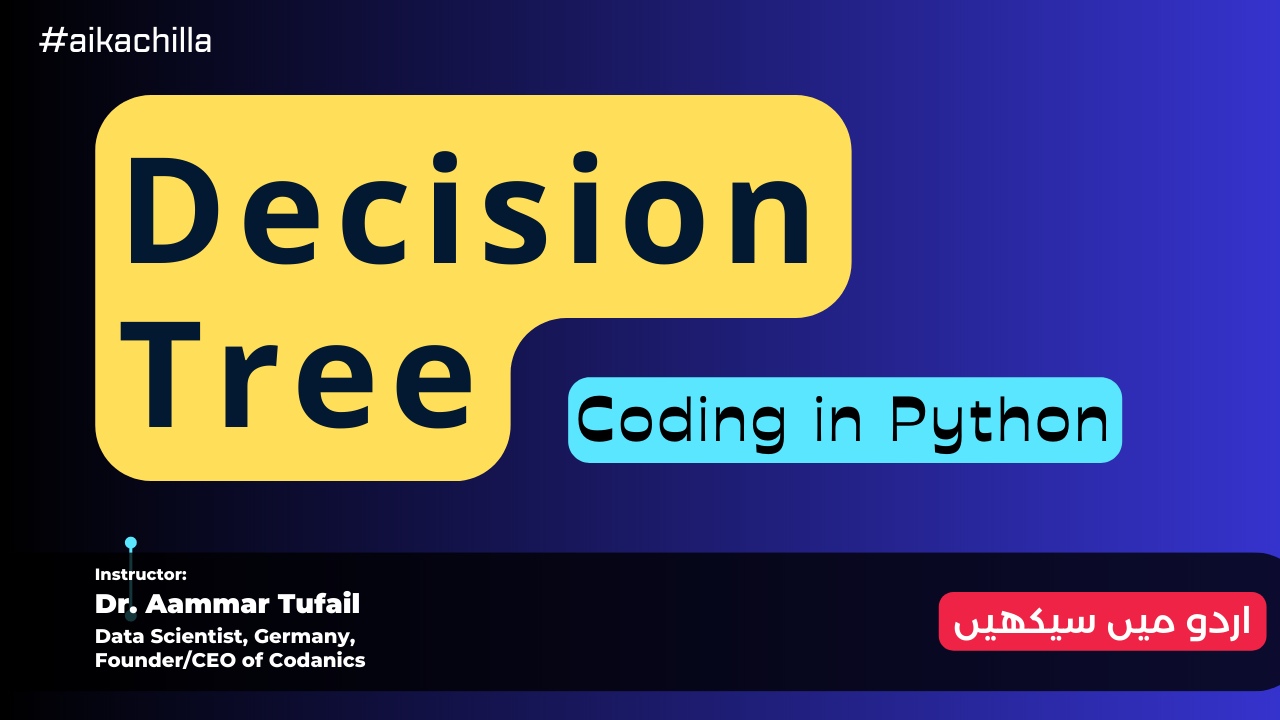 #aikachilla
Decision
Tree
Coding in Python
Instructor:
Dr. Aammar Tufail
Data Scientist, Germany,
Founder/CEO of Codanics
اردو میں سیکھیں